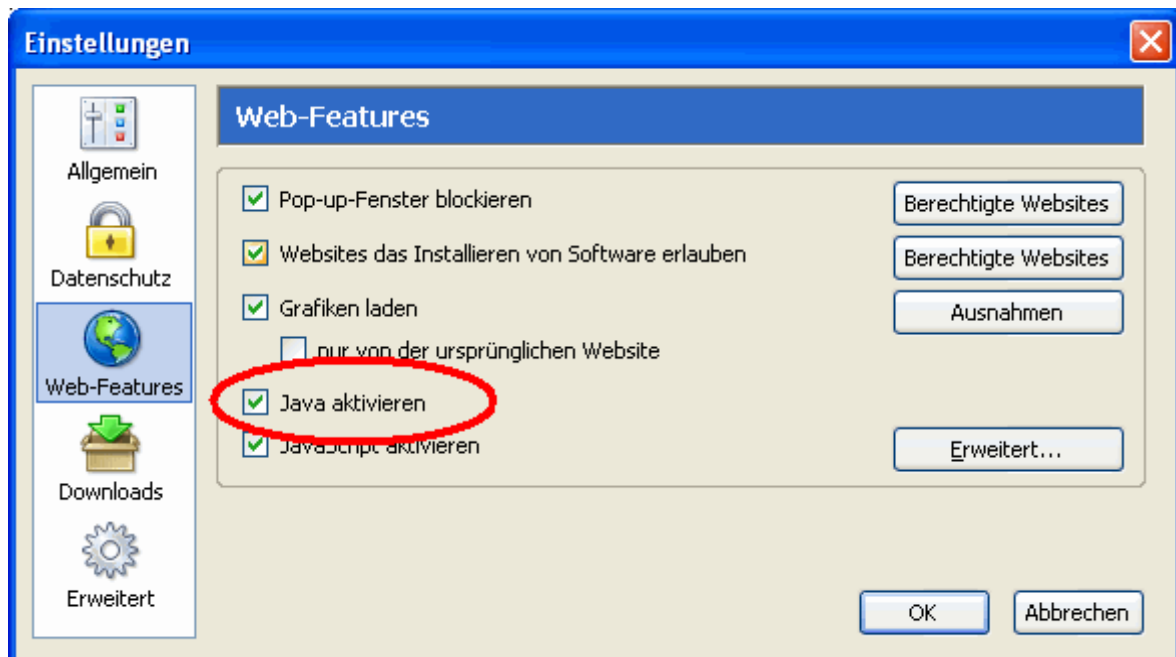 Einstellungen
Allgemein
Datenschutz
Web-Features
Downloads
Erweitert
Web-Features
Pop-up-Fenster blockieren
Berechtigte Websites
Websites das Installieren von Software erlauben
Berechtigte Websites
Grafiken laden
Ausnahmen
nur von der ursprünglichen Website
Java aktivieren
JavaScript aktivieren
Erweitert...
OK
Abbrechen